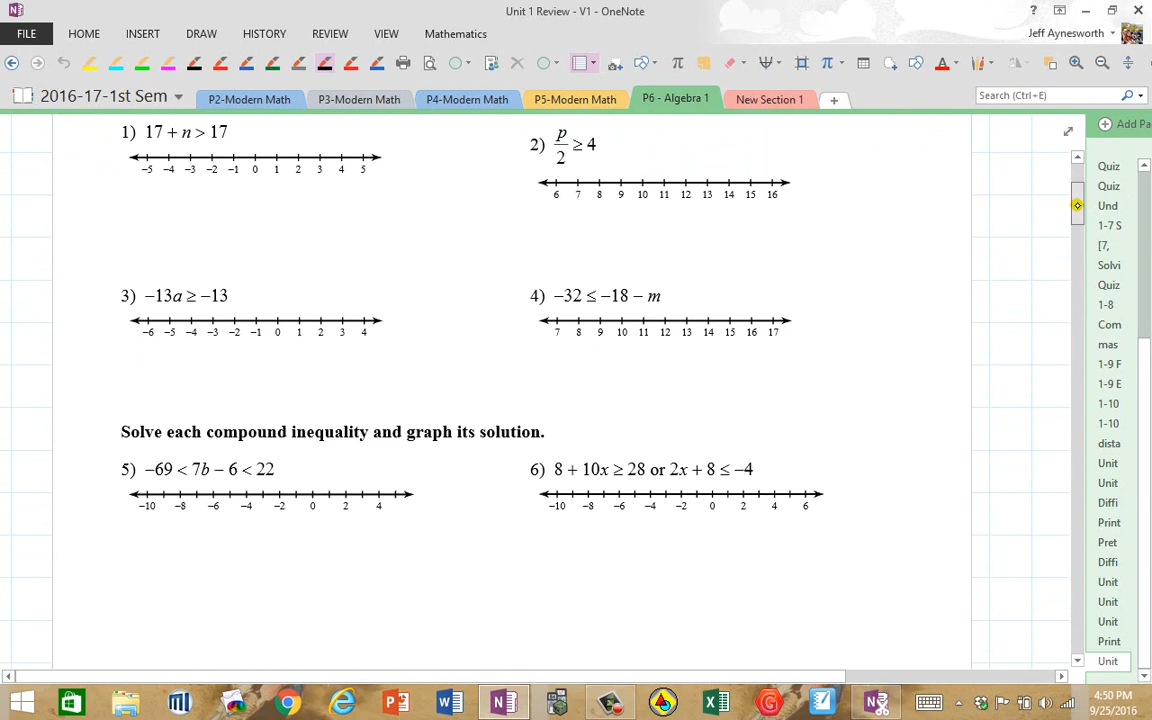 Unit 1 Review - V1 - OneNote
?
FILE HOME INSERT DRAW HISTORY REVIEW VIEW Mathematics
Jeff Aynesworth
2016-17-1st Sem
P2-Modern Math P3-Modern Math P4-Modern Math P5-Modern Math P6 - Algebra 1 New Section 1 +
Search (Ctrl+E)
Add Pa
1) 17 + n > 17
2) p/2 ≥ 4
−5 −4 −3 −2 −1 0 1 2 3 4 5
6 7 8 9 10 11 12 13 14 15 16
3) −13a ≥ −13
4) −32 ≤ −18 − m
−6 −5 −4 −3 −2 −1 0 1 2 3 4
7 8 9 10 11 12 13 14 15 16 17
Solve each compound inequality and graph its solution.
5) −69 < 7b − 6 < 22
6) 8 + 10x ≥ 28 or 2x + 8 ≤ −4
−10 −8 −6 −4 −2 0 2 4
−10 −8 −6 −4 −2 0 2 4 6
Quiz
Quiz
Und
1-7 S
[7,
Solvi
Quiz
1-8
Com
mas
1-9 F
1-9 E
1-10
1-10
dista
Unit
Unit
Diffi
Print
Pret
Diffi
Unit
Unit
Unit
Print
Unit
4:50 PM
9/25/2016